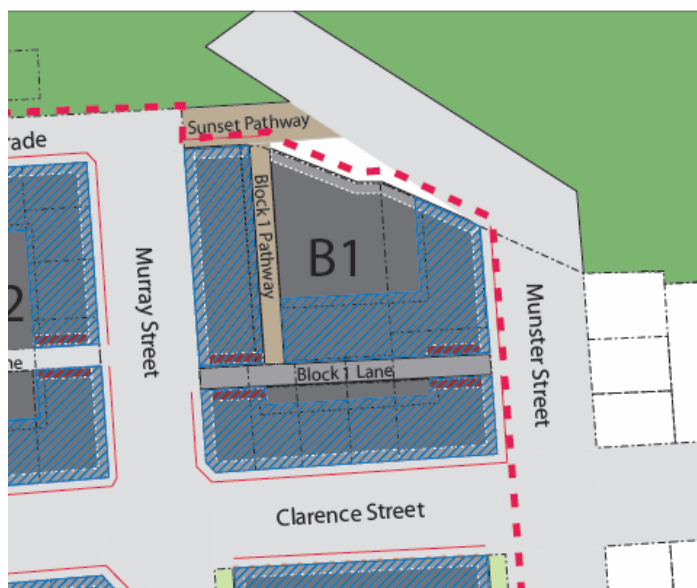 Sunset Pathway
rade
Block 1 Pathway
B1
Murray Street
2
Munster Street
ne
Block 1 Lane
Clarence Street